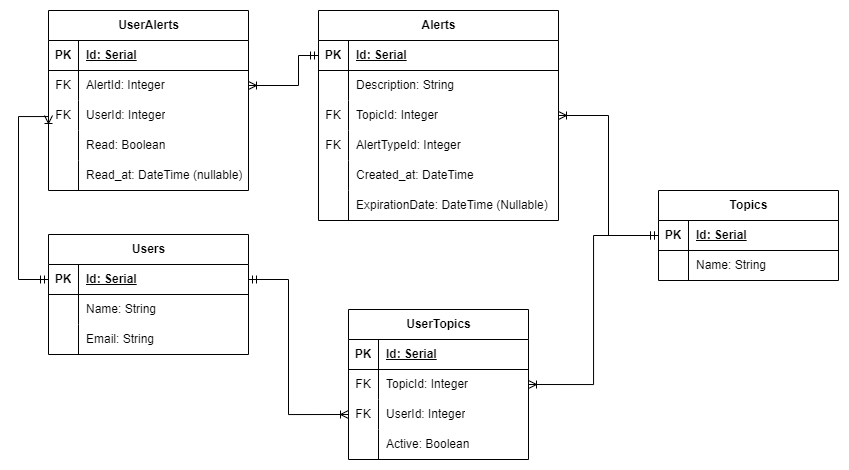 UserAlerts
PK Id: Serial
FK AlertId: Integer
FK UserId: Integer
Read: Boolean
Read_at: DateTime (nullable)
Alerts
PK Id: Serial
Description: String
FK TopicId: Integer
FK AlertTypeId: Integer
Created_at: DateTime
ExpirationDate: DateTime (Nullable)
Topics
PK Id: Serial
Name: String
Users
PK Id: Serial
Name: String
Email: String
UserTopics
PK Id: Serial
FK TopicId: Integer
FK UserId: Integer
Active: Boolean